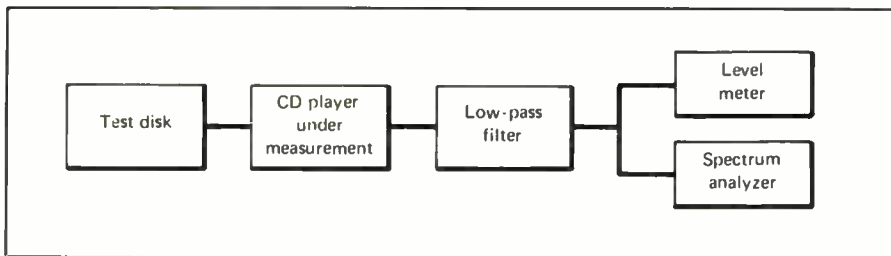 Test disk
CD player
under
measurement
Low-pass
filter
Level
meter
Spectrum
analyzer